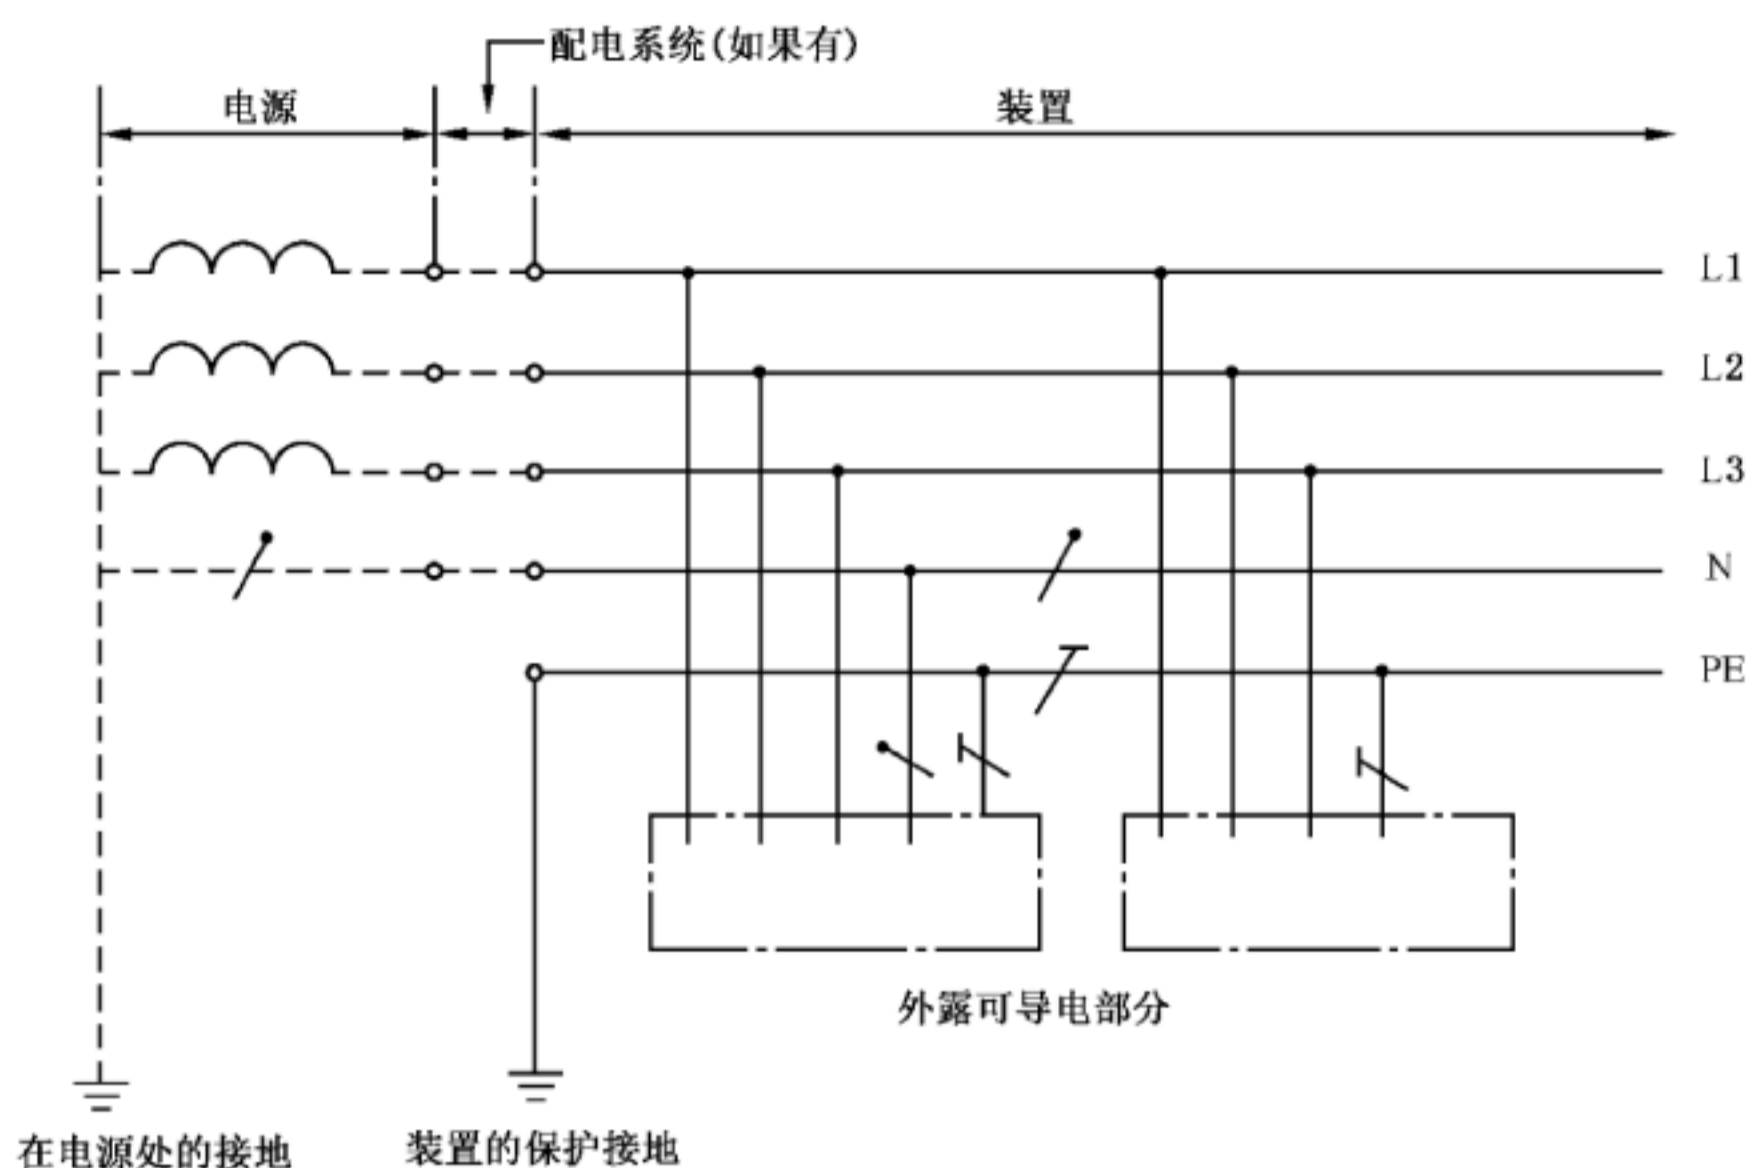 配电系统(如果有)
电源
装置
L1
L2
L3
N
PE
外露可导电部分
在电源处的接地
装置的保护接地